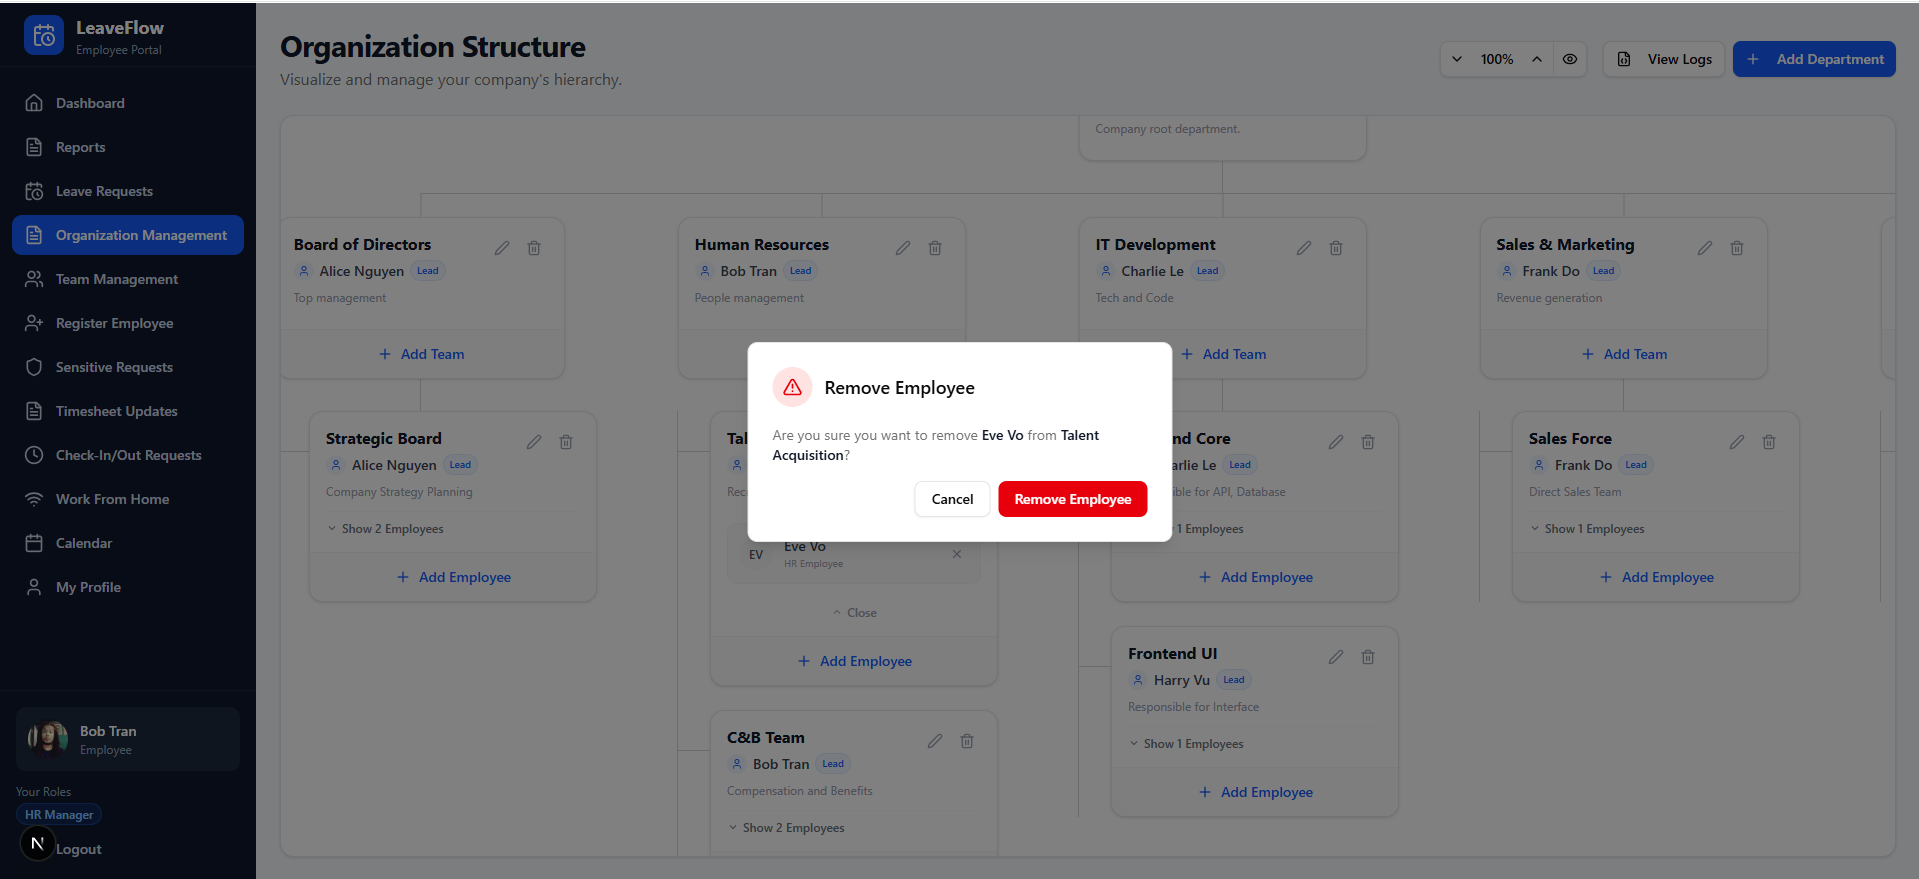 LeaveFlow
Employee Portal
Dashboard
Reports
Leave Requests
Organization Management
Team Management
Register Employee
Sensitive Requests
Timesheet Updates
Check-In/Out Requests
Work From Home
Calendar
My Profile
Bob Tran
Employee
Your Roles
HR Manager
N
Logout
Organization Structure
Visualize and manage your company's hierarchy.
100%
View Logs
Add Department
Company root department.
Board of Directors
Alice Nguyen Lead
Top management
Add Team
Strategic Board
Alice Nguyen Lead
Company Strategy Planning
Show 2 Employees
Add Employee
Human Resources
Bob Tran Lead
People management
Eve Vo
EV
HR Employee
Close
Add Employee
C&B Team
Bob Tran Lead
Compensation and Benefits
Show 2 Employees
IT Development
Charlie Le Lead
Tech and Code
Add Team
Core
Le Lead
for API, Database
1 Employees
Add Employee
Frontend UI
Harry Vu Lead
Responsible for Interface
Show 1 Employees
Add Employee
Sales & Marketing
Frank Do Lead
Revenue generation
Add Team
Sales Force
Frank Do Lead
Direct Sales Team
Show 1 Employees
Add Employee
Remove Employee
Are you sure you want to remove Eve Vo from Talent
Acquisition?
Cancel
Remove Employee